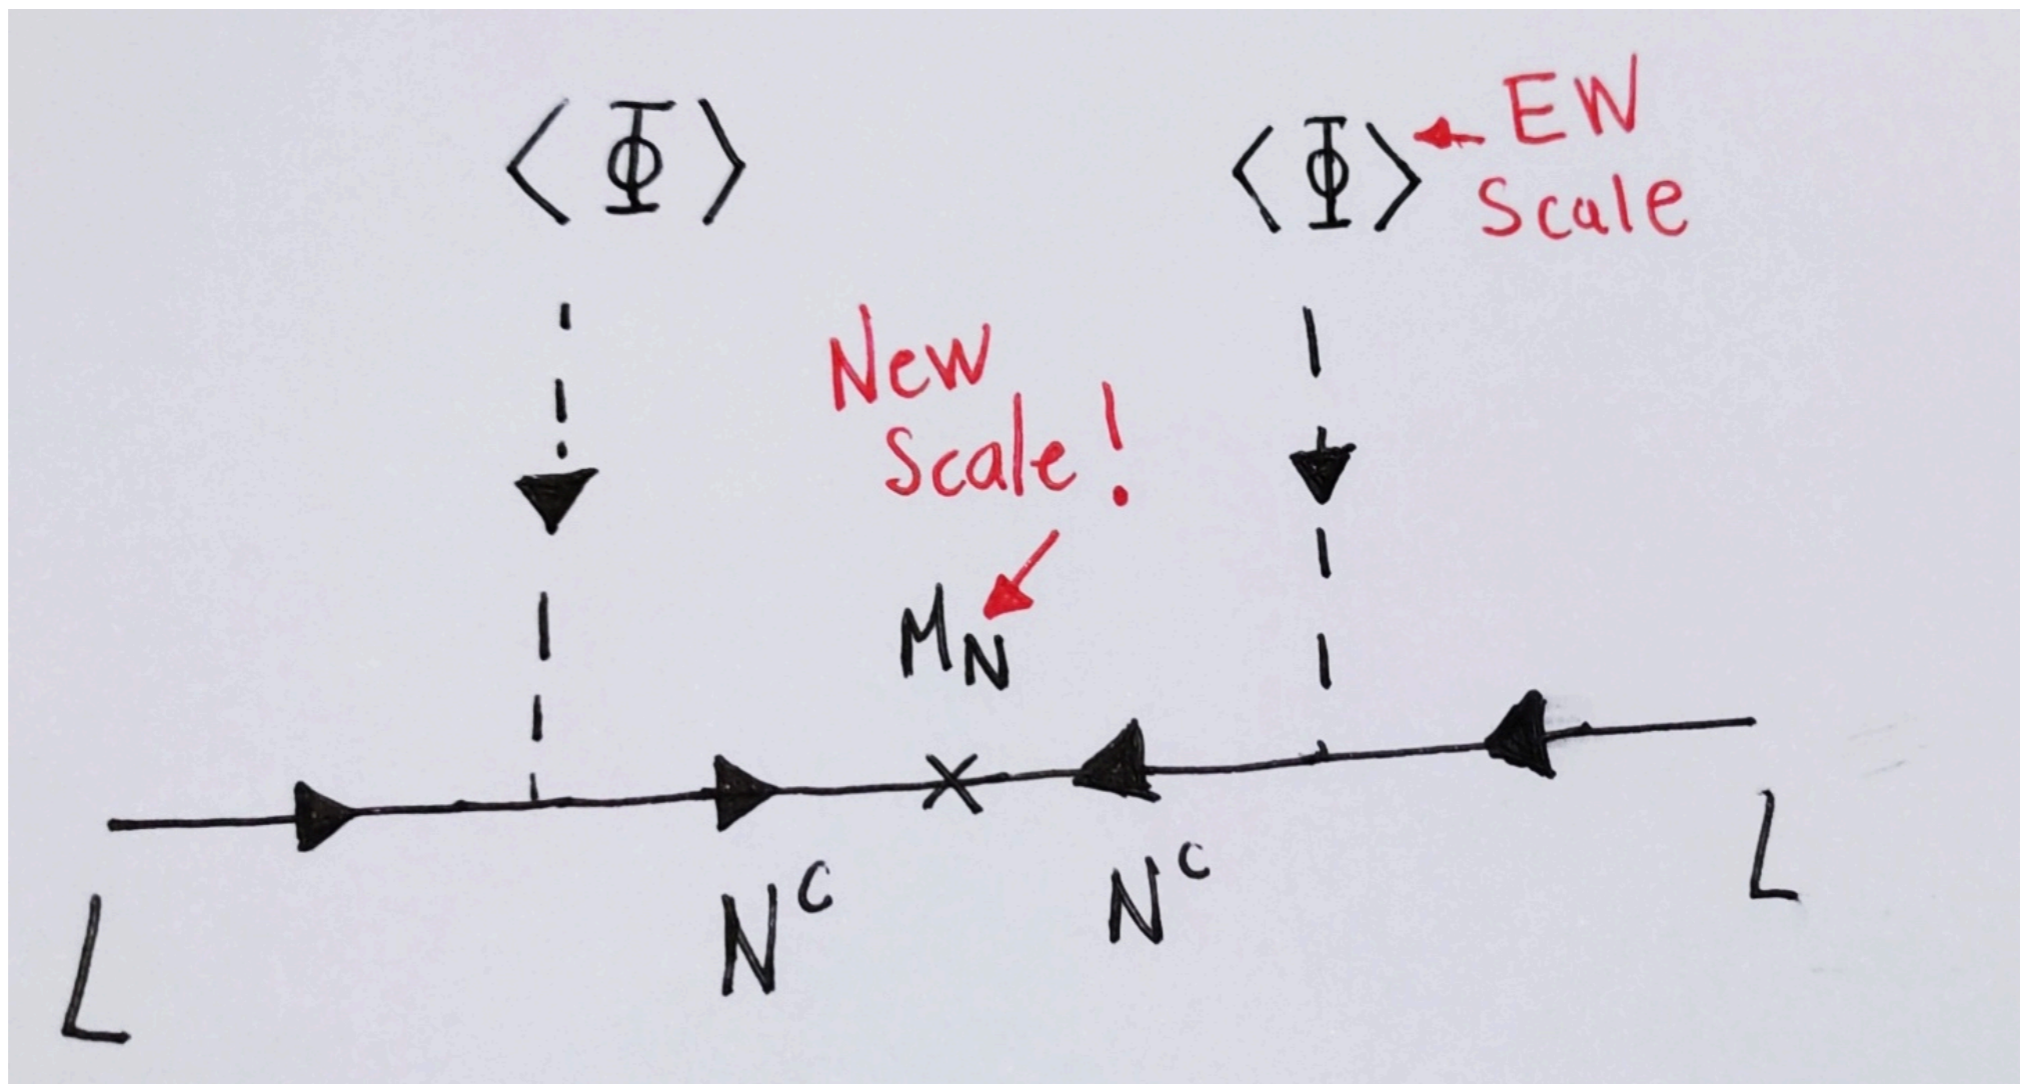 ⟨Φ⟩
⟨Φ⟩
EW
Scale
New
Scale!
M_N
N^c
N^c
L
L